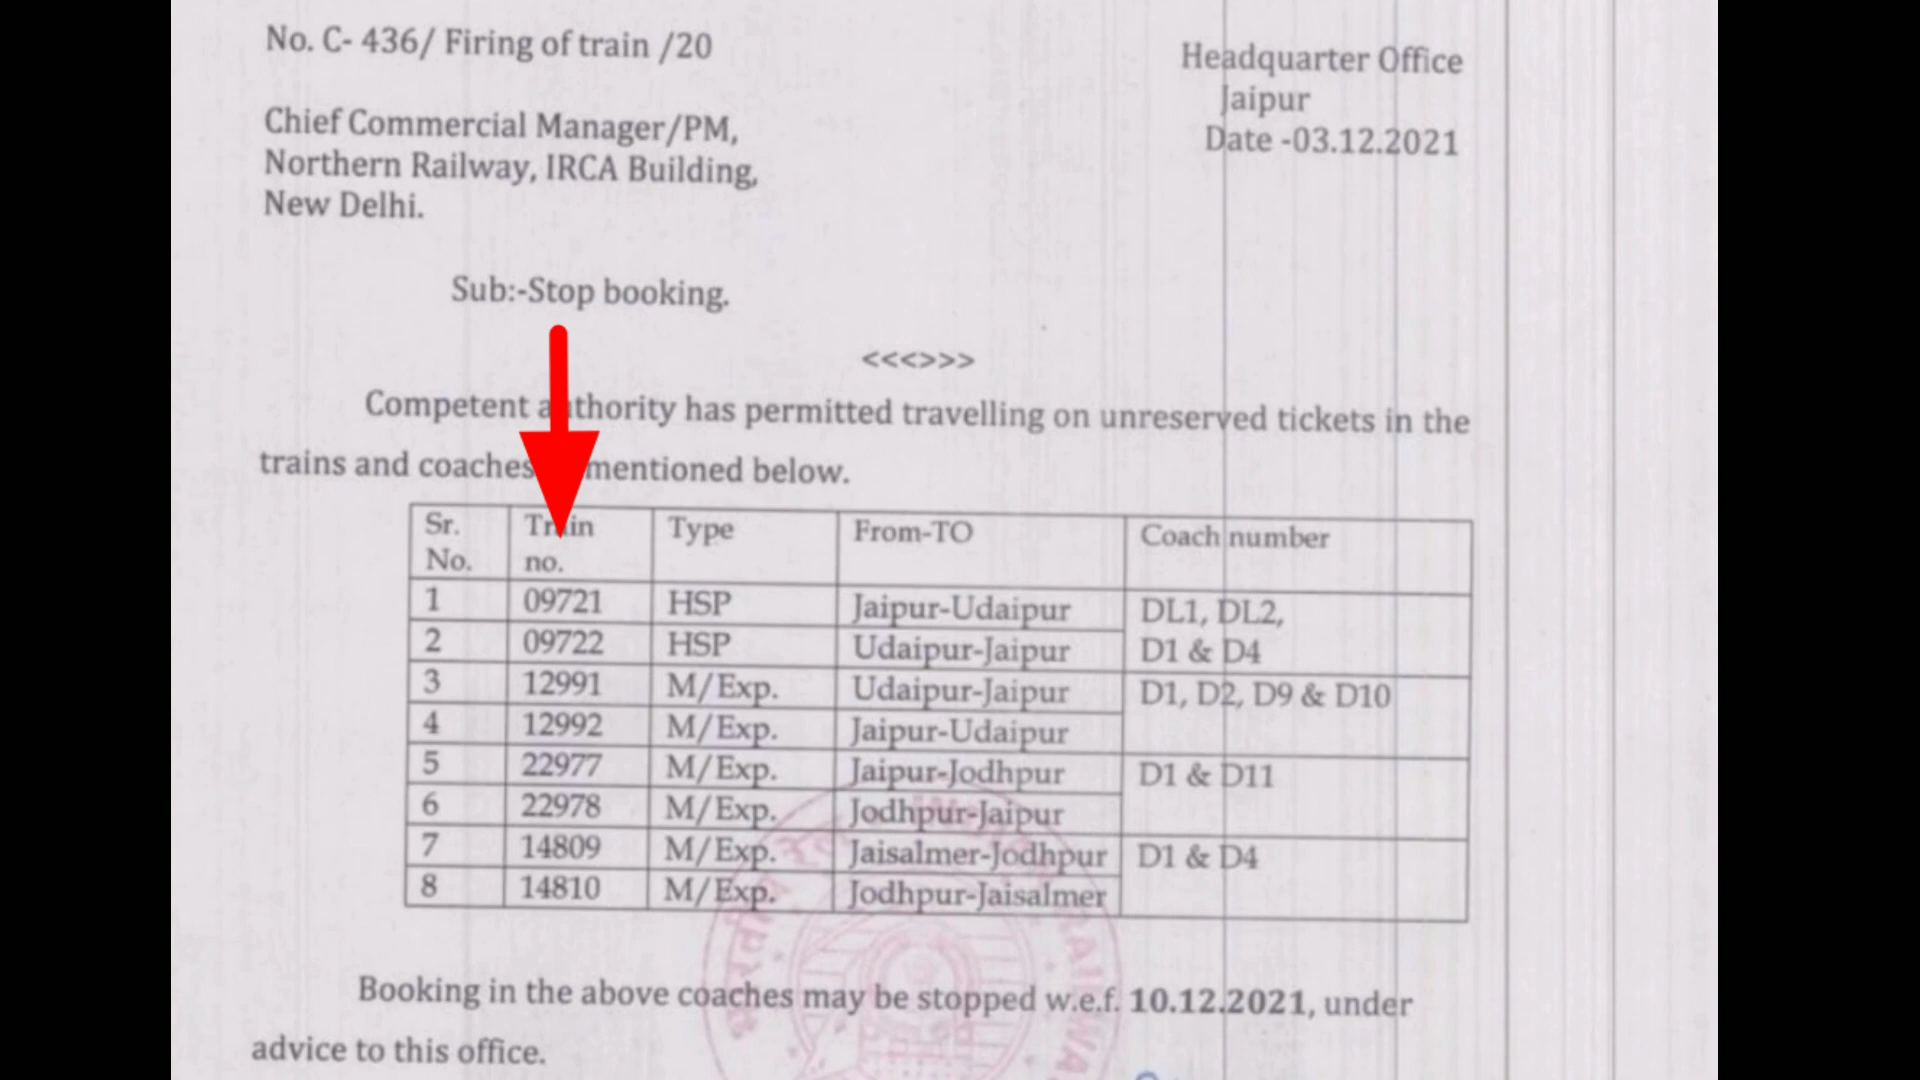 No. C- 436/ Firing of train /20
Headquarter Office
Jaipur
Date -03.12.2021
Chief Commercial Manager/PM,
Northern Railway, IRCA Building,
New Delhi.
Sub:-Stop booking.
<<<>>>
Competent authority has permitted travelling on unreserved tickets in the
trains and coaches mentioned below.
Sr. No. Train no. Type From-TO Coach number
1 09721 HSP Jaipur-Udaipur DL1, DL2,
2 09722 HSP Udaipur-Jaipur D1 & D4
3 12991 M/Exp. Udaipur-Jaipur D1, D2, D9 & D10
4 12992 M/Exp. Jaipur-Udaipur
5 22977 M/Exp. Jaipur-Jodhpur D1 & D11
6 22978 M/Exp. Jodhpur-Jaipur
7 14809 M/Exp. Jaisalmer-Jodhpur D1 & D4
8 14810 M/Exp. Jodhpur-Jaisalmer
Booking in the above coaches may be stopped w.e.f. 10.12.2021, under
advice to this office.